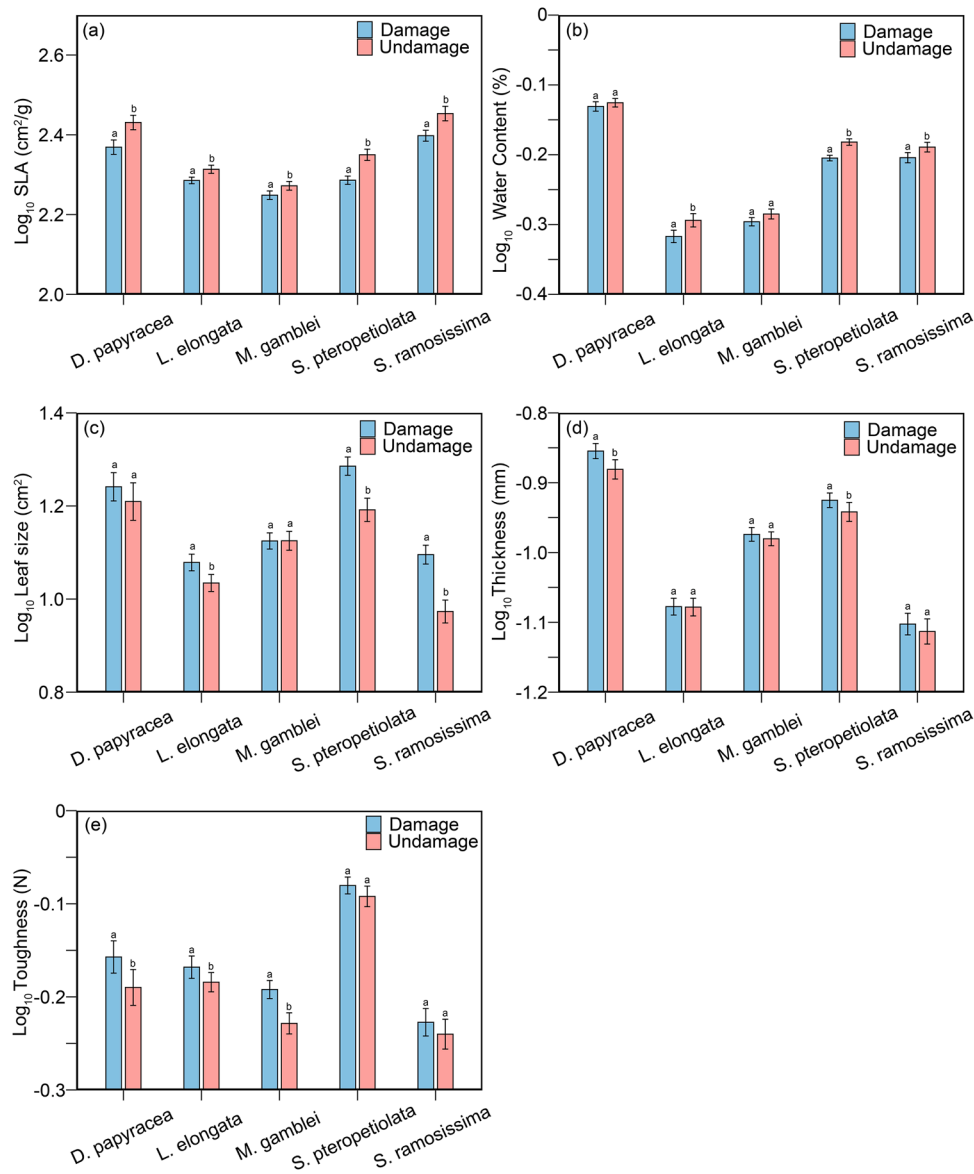 (a)
Damage
Undamage
Log10 SLA (cm2/g)
2.6
2.4
2.2
2.0
a b a b a b a b a b
D. papyracea
L. elongata
M. gamblei
S. pteropetiolata
S. ramosissima
(b)
Damage
Undamage
Log10 Water Content (%)
0
-0.1
-0.2
-0.3
-0.4
a a a b a a a b a b
D. papyracea
L. elongata
M. gamblei
S. pteropetiolata
S. ramosissima
(c)
Damage
Undamage
Log10 Leaf size (cm2)
1.4
1.2
1.0
0.8
a a a b a a a b a b
D. papyracea
L. elongata
M. gamblei
S. pteropetiolata
S. ramosissima
(d)
Damage
Undamage
Log10 Thickness (mm)
-0.8
-0.9
-1.0
-1.1
-1.2
a b a a a a a b a a
D. papyracea
L. elongata
M. gamblei
S. pteropetiolata
S. ramosissima
(e)
Damage
Undamage
Log10 Toughness (N)
0
-0.1
-0.2
-0.3
a b a b a b a a a a
D. papyracea
L. elongata
M. gamblei
S. pteropetiolata
S. ramosissima